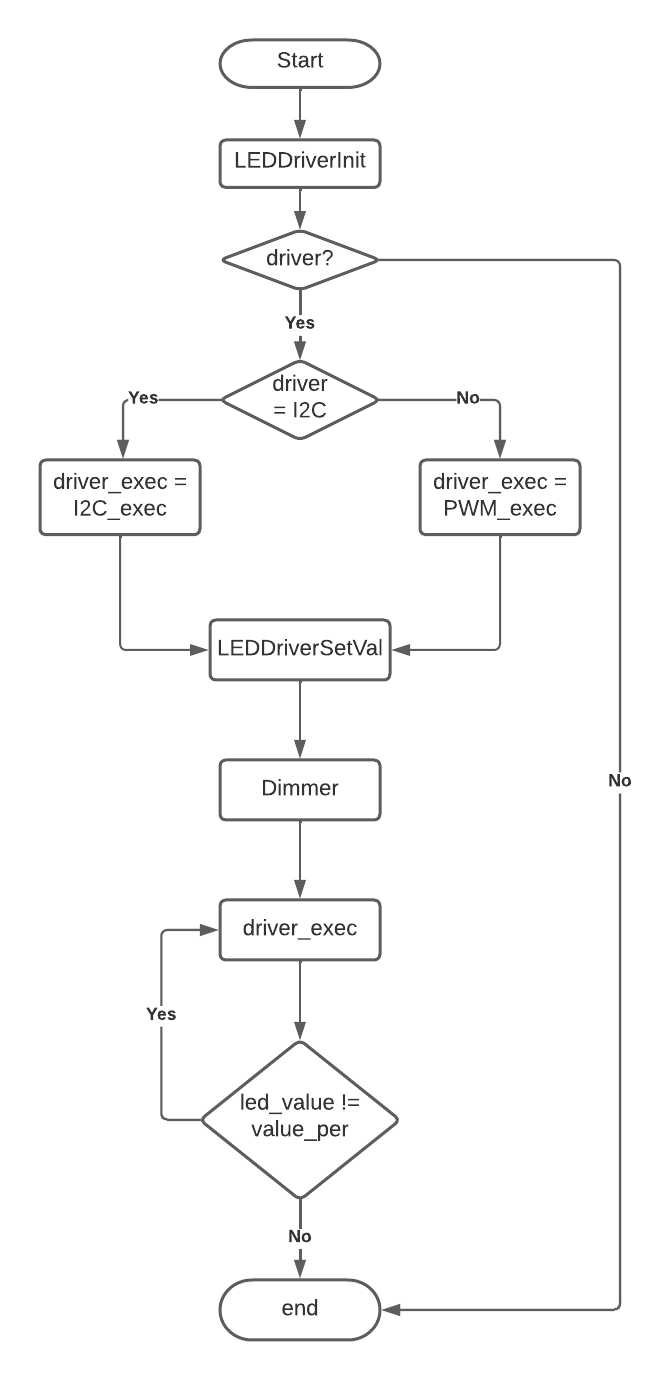 Start
LEDDriverInit
driver?
Yes
driver
= I2C
Yes
No
driver_exec =
I2C_exec
driver_exec =
PWM_exec
LEDDriverSetVal
Dimmer
No
driver_exec
Yes
led_value !=
value_per
No
end